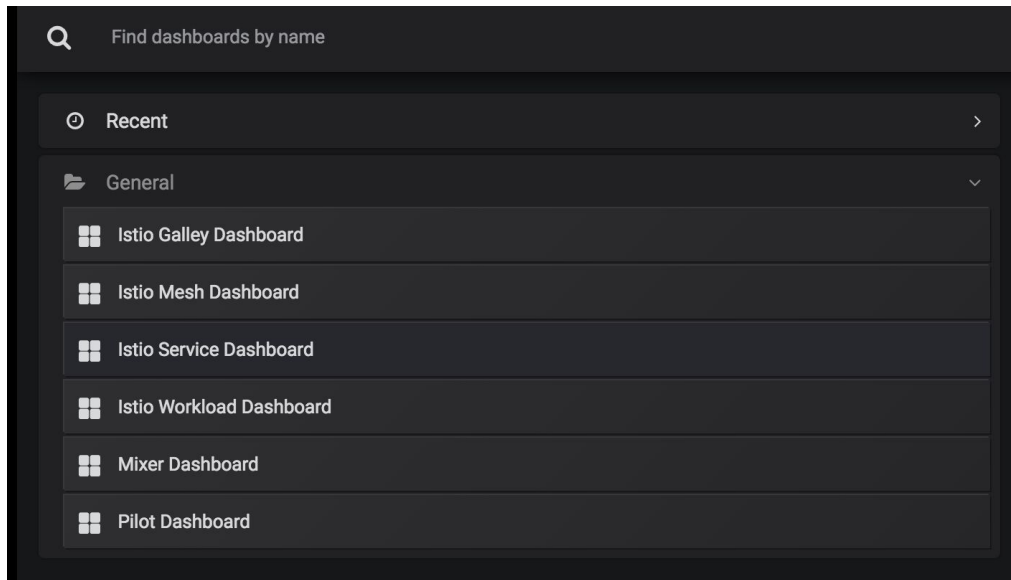 Find dashboards by name
Recent
General
Istio Galley Dashboard
Istio Mesh Dashboard
Istio Service Dashboard
Istio Workload Dashboard
Mixer Dashboard
Pilot Dashboard